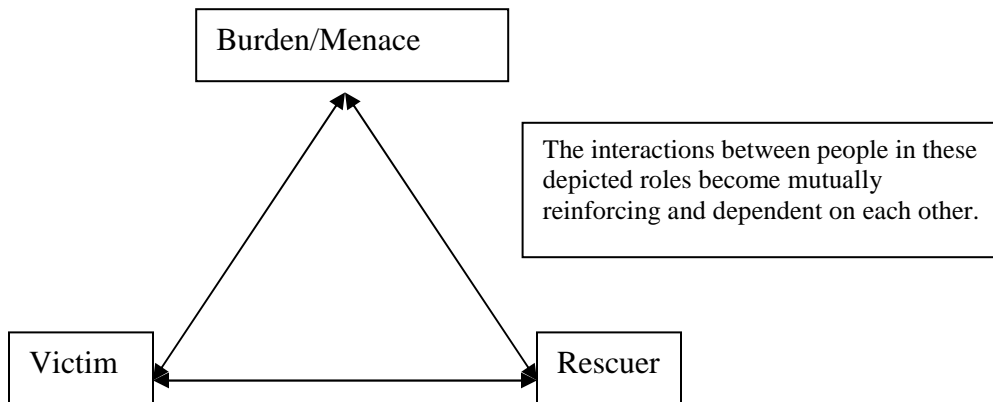 Burden/Menace
The interactions between people in these
depicted roles become mutually
reinforcing and dependent on each other.
Victim
Rescuer